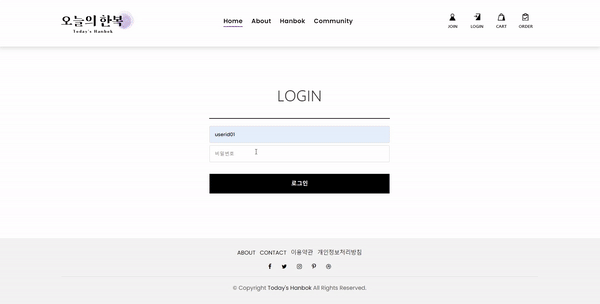 오늘의 한복
Today's Hanbok
Home About Hanbok Community
JOIN LOGIN CART ORDER
LOGIN
userid01
비밀번호
로그인
ABOUT CONTACT 이용약관 개인정보처리방침
© Copyright Today's Hanbok All Rights Reserved.